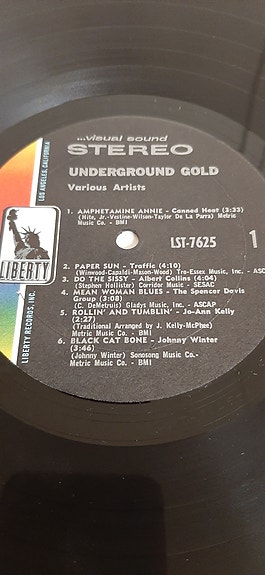 ...visual sound
STEREO
UNDERGROUND GOLD
Various Artists
1. AMPHETAMINE ANNIE - Canned Heat (3:33)
(Hite, Jr.-Vestine-Wilson-Taylor De La Parra) Metric
Music Co. - BMI
LST-7625
1
2. PAPER SUN - Traffic (4:10)
(Winwood-Capaldi-Mason-Wood) Tro-Essex Music, Inc. - ASC
3. DO THE SISSY - Albert Collins (4:04)
(Stephen Hollister) Corridor Music - SESAC
4. MEAN WOMAN BLUES - The Spencer Davis
Group (3:08)
(C. DeMetruis) Gladys Music, Inc. - ASCAP
5. ROLLIN' AND TUMBLIN' - Jo-Ann Kelly
(2:27)
(Traditional Arranged by J. Kelly-McPhee)
Metric Music Co. - BMI
6. BLACK CAT BONE - Johnny Winter
(3:46)
(Johnny Winter) Sonosong Music Co.-
Metric Music Co. - BMI
LIBERTY
LIBERTY RECORDS, INC.
LOS ANGELES, CALIFORNIA